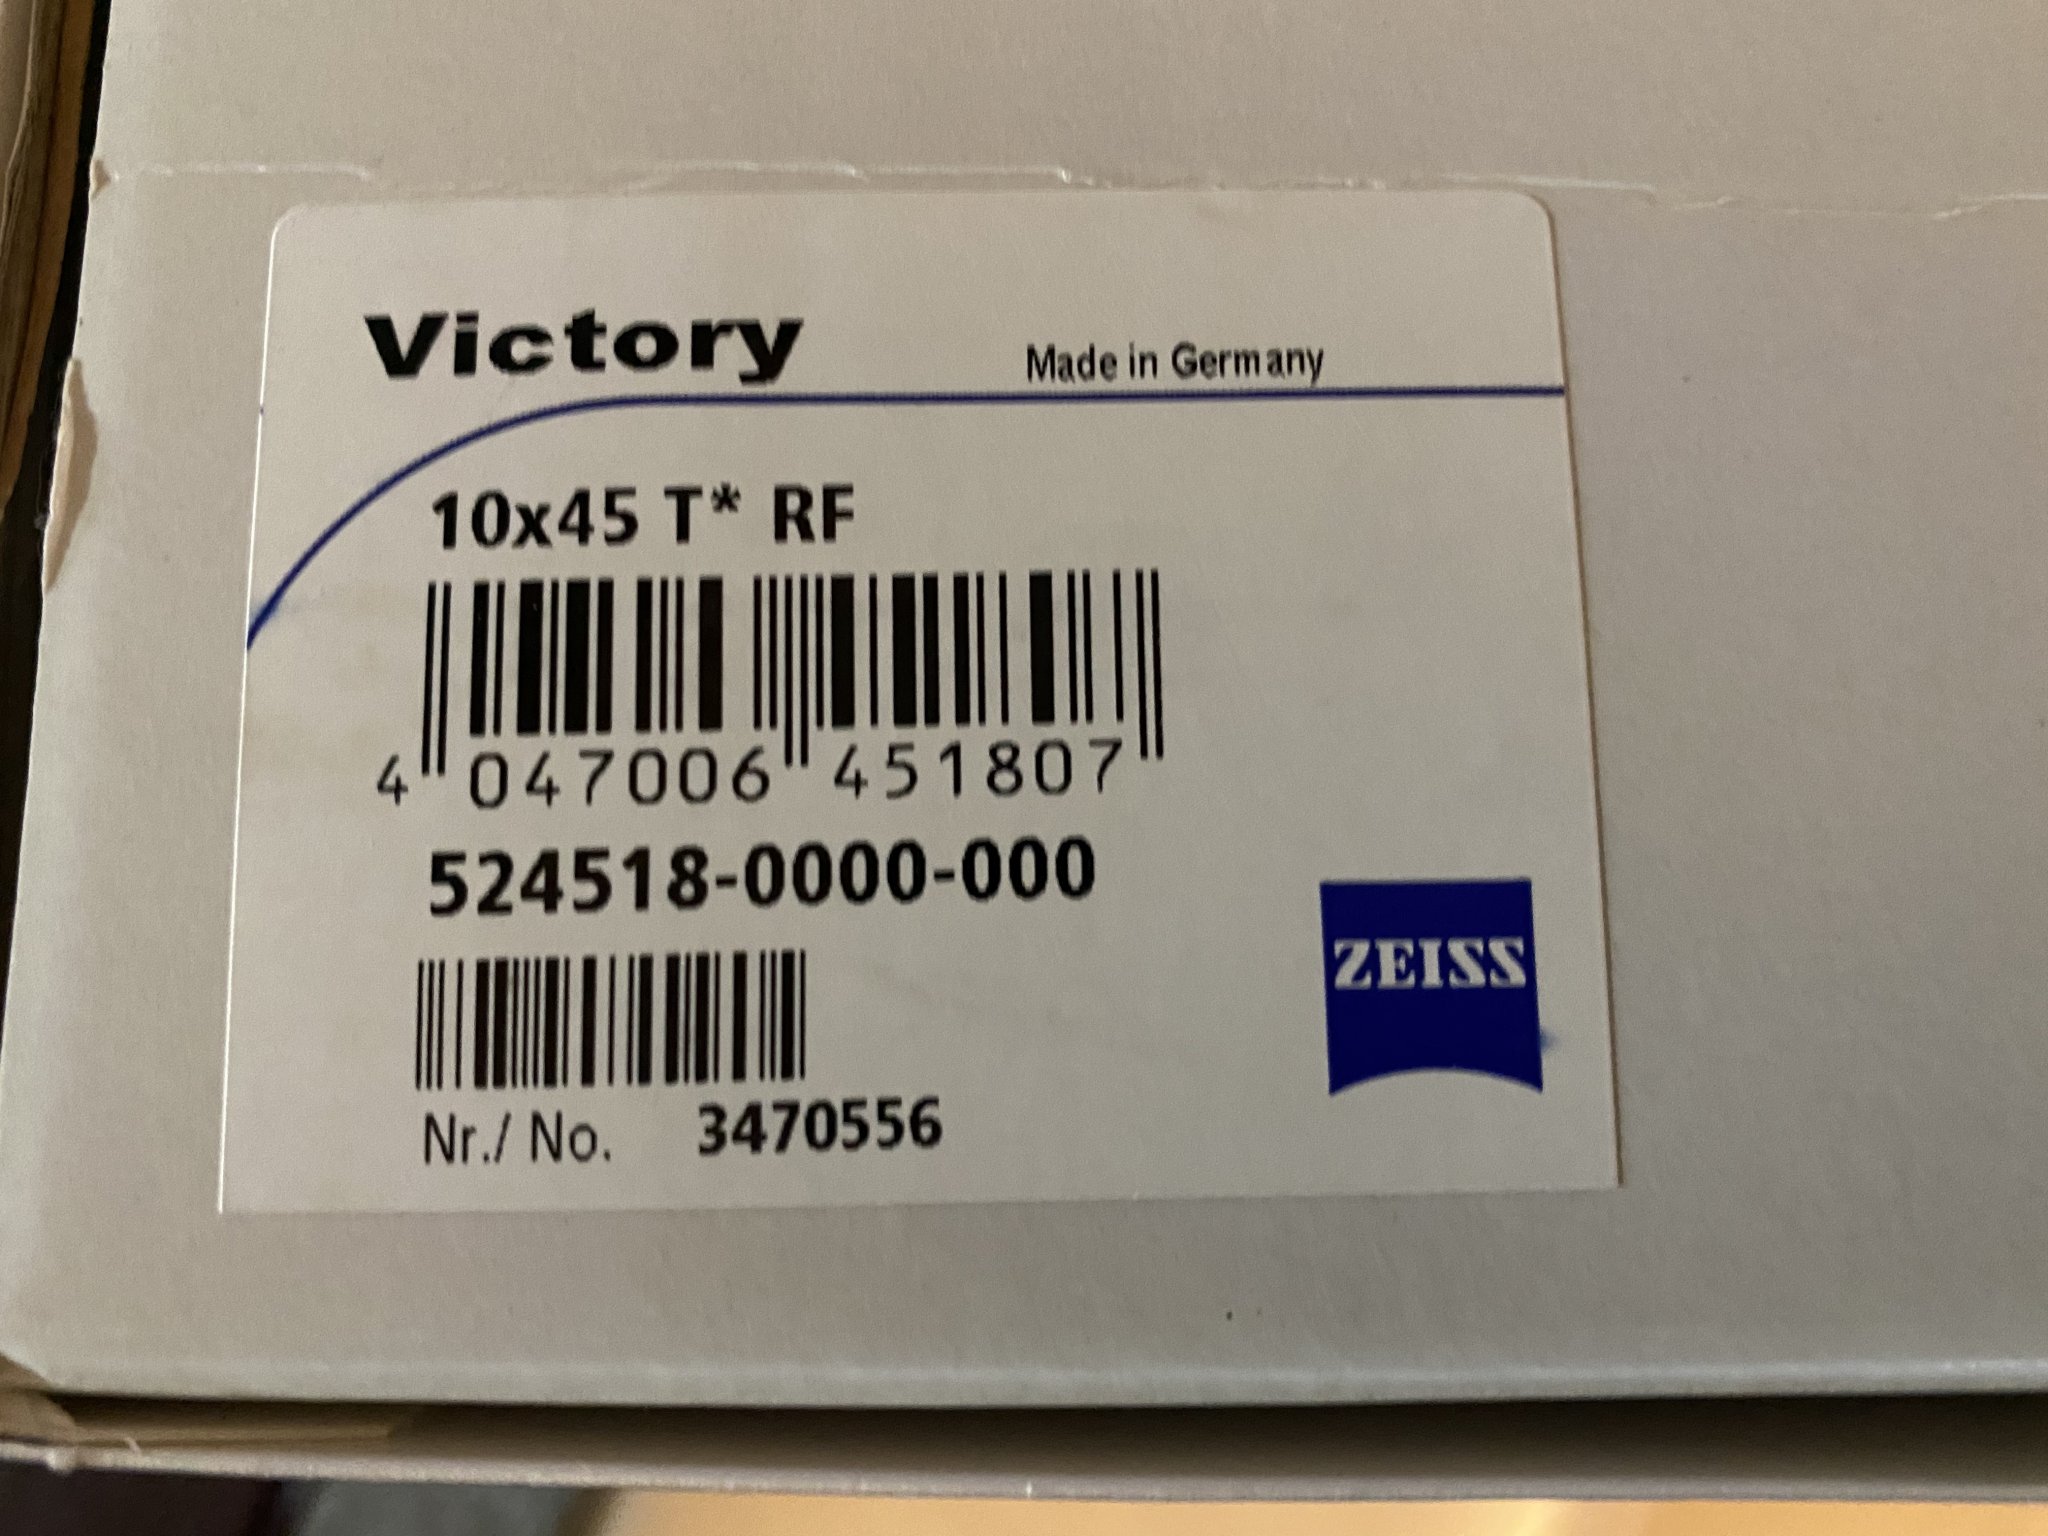 Victory
Made in Germany
10x45 T* RF
4 047006 451807
524518-0000-000
ZEISS
Nr./ No. 3470556